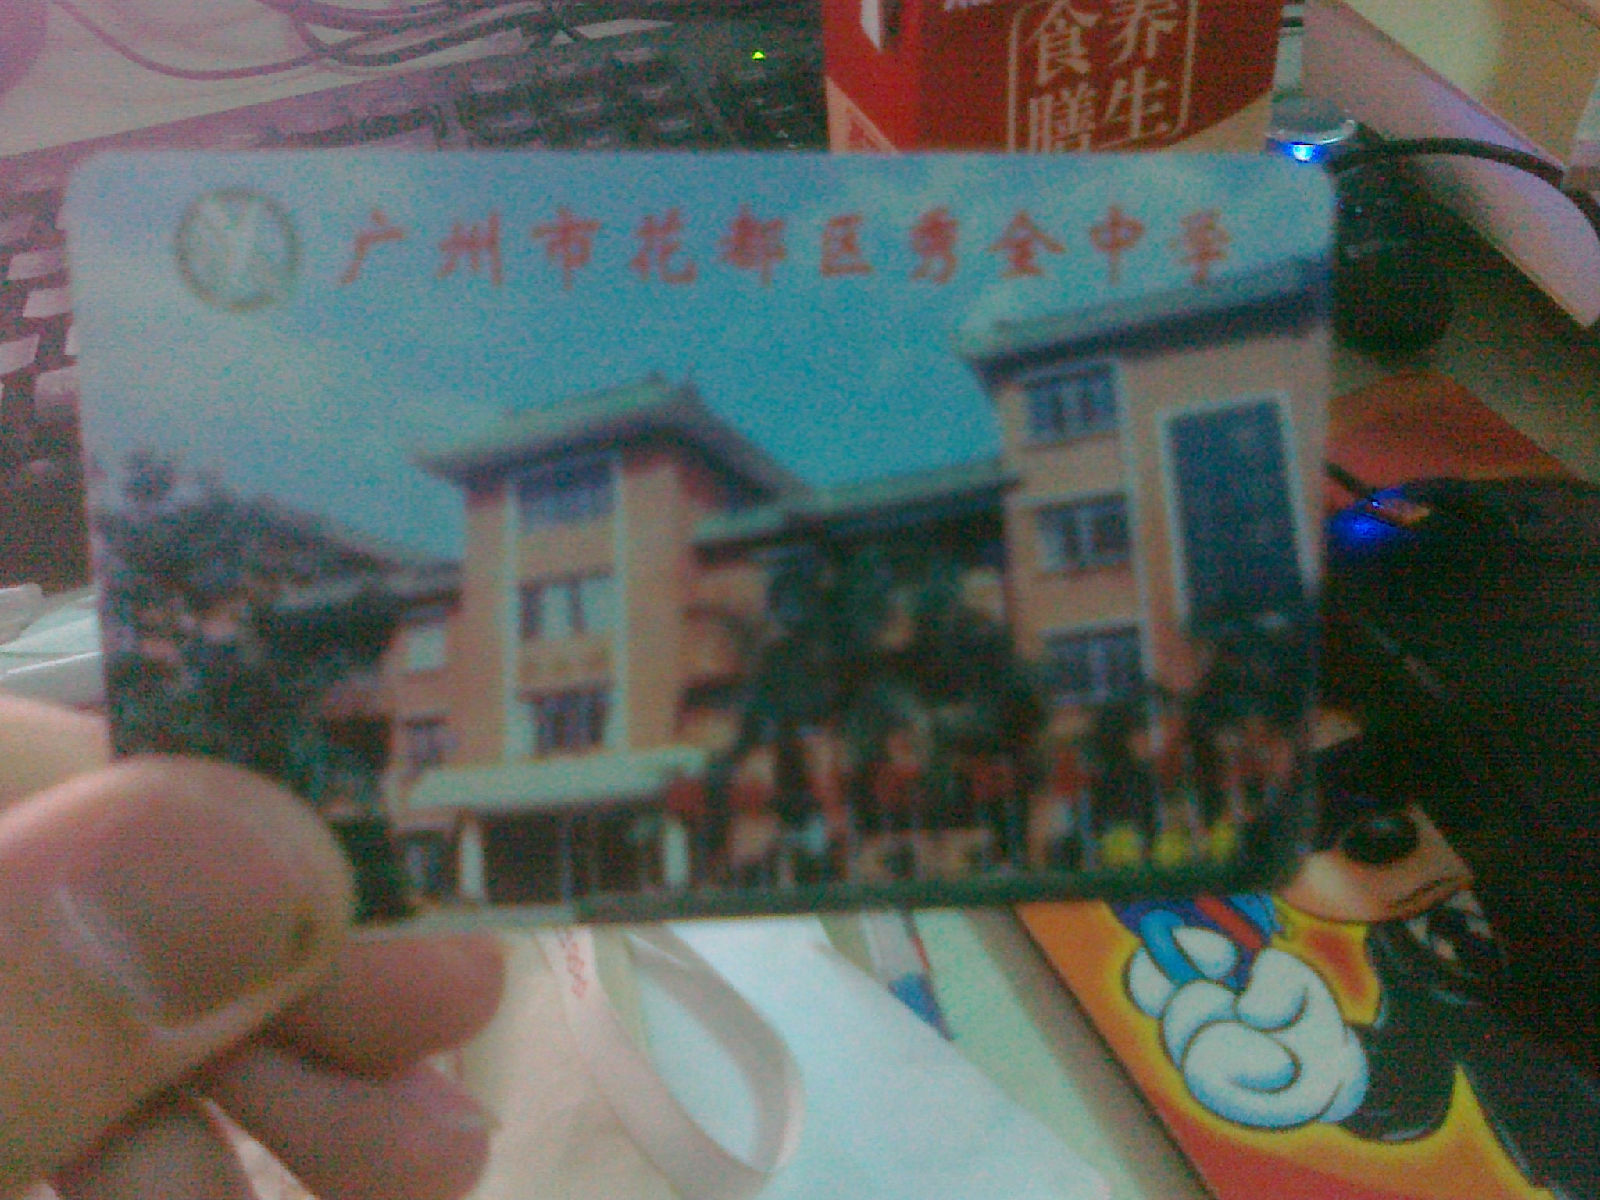 养生
食膳
广州市花都区秀全中学